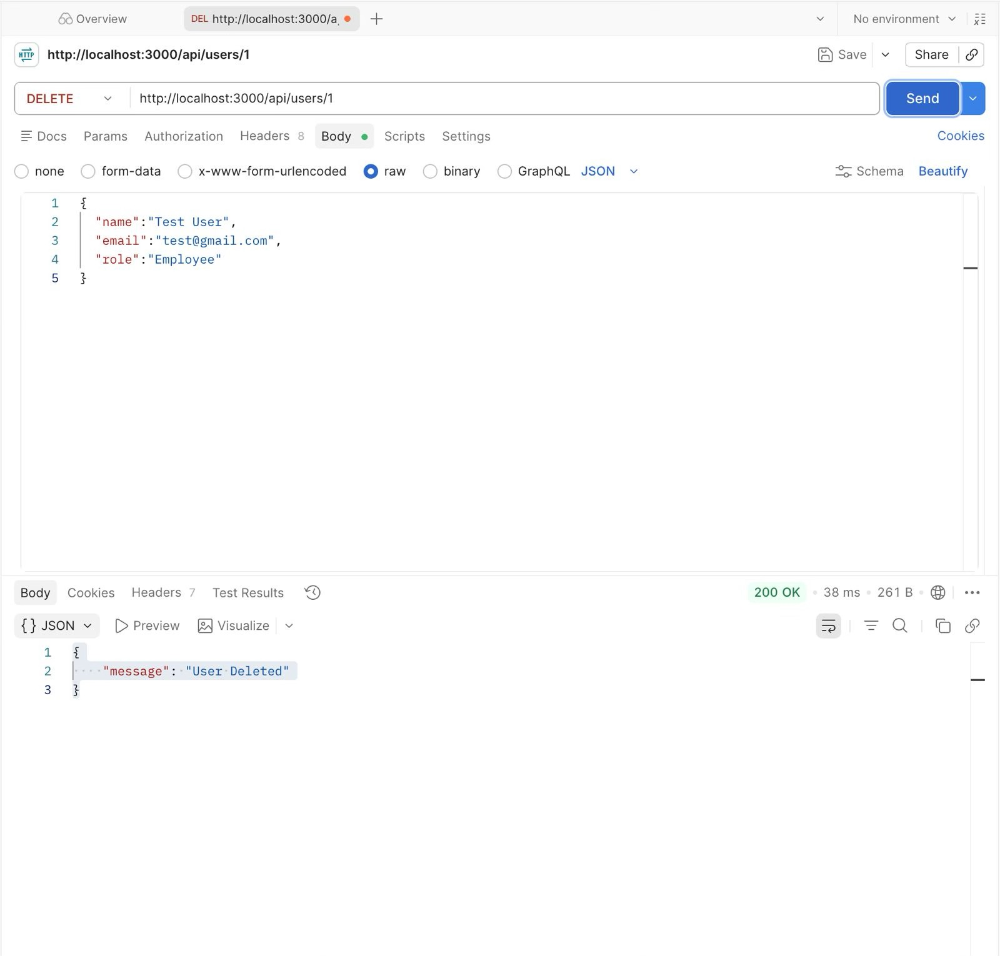 Overview
DEL http://localhost:3000/a
No environment
HTTP http://localhost:3000/api/users/1
Save
Share
DELETE http://localhost:3000/api/users/1
Send
Docs Params Authorization Headers 8 Body Scripts Settings
Cookies
none form-data x-www-form-urlencoded raw binary GraphQL JSON
Schema Beautify
1 {
2 "name":"Test User",
3 "email":"test@gmail.com",
4 "role":"Employee"
5 }
Body Cookies Headers 7 Test Results
200 OK • 38 ms • 261 B
{} JSON Preview Visualize
1 {
2 ····"message":·"User·Deleted"
3 }